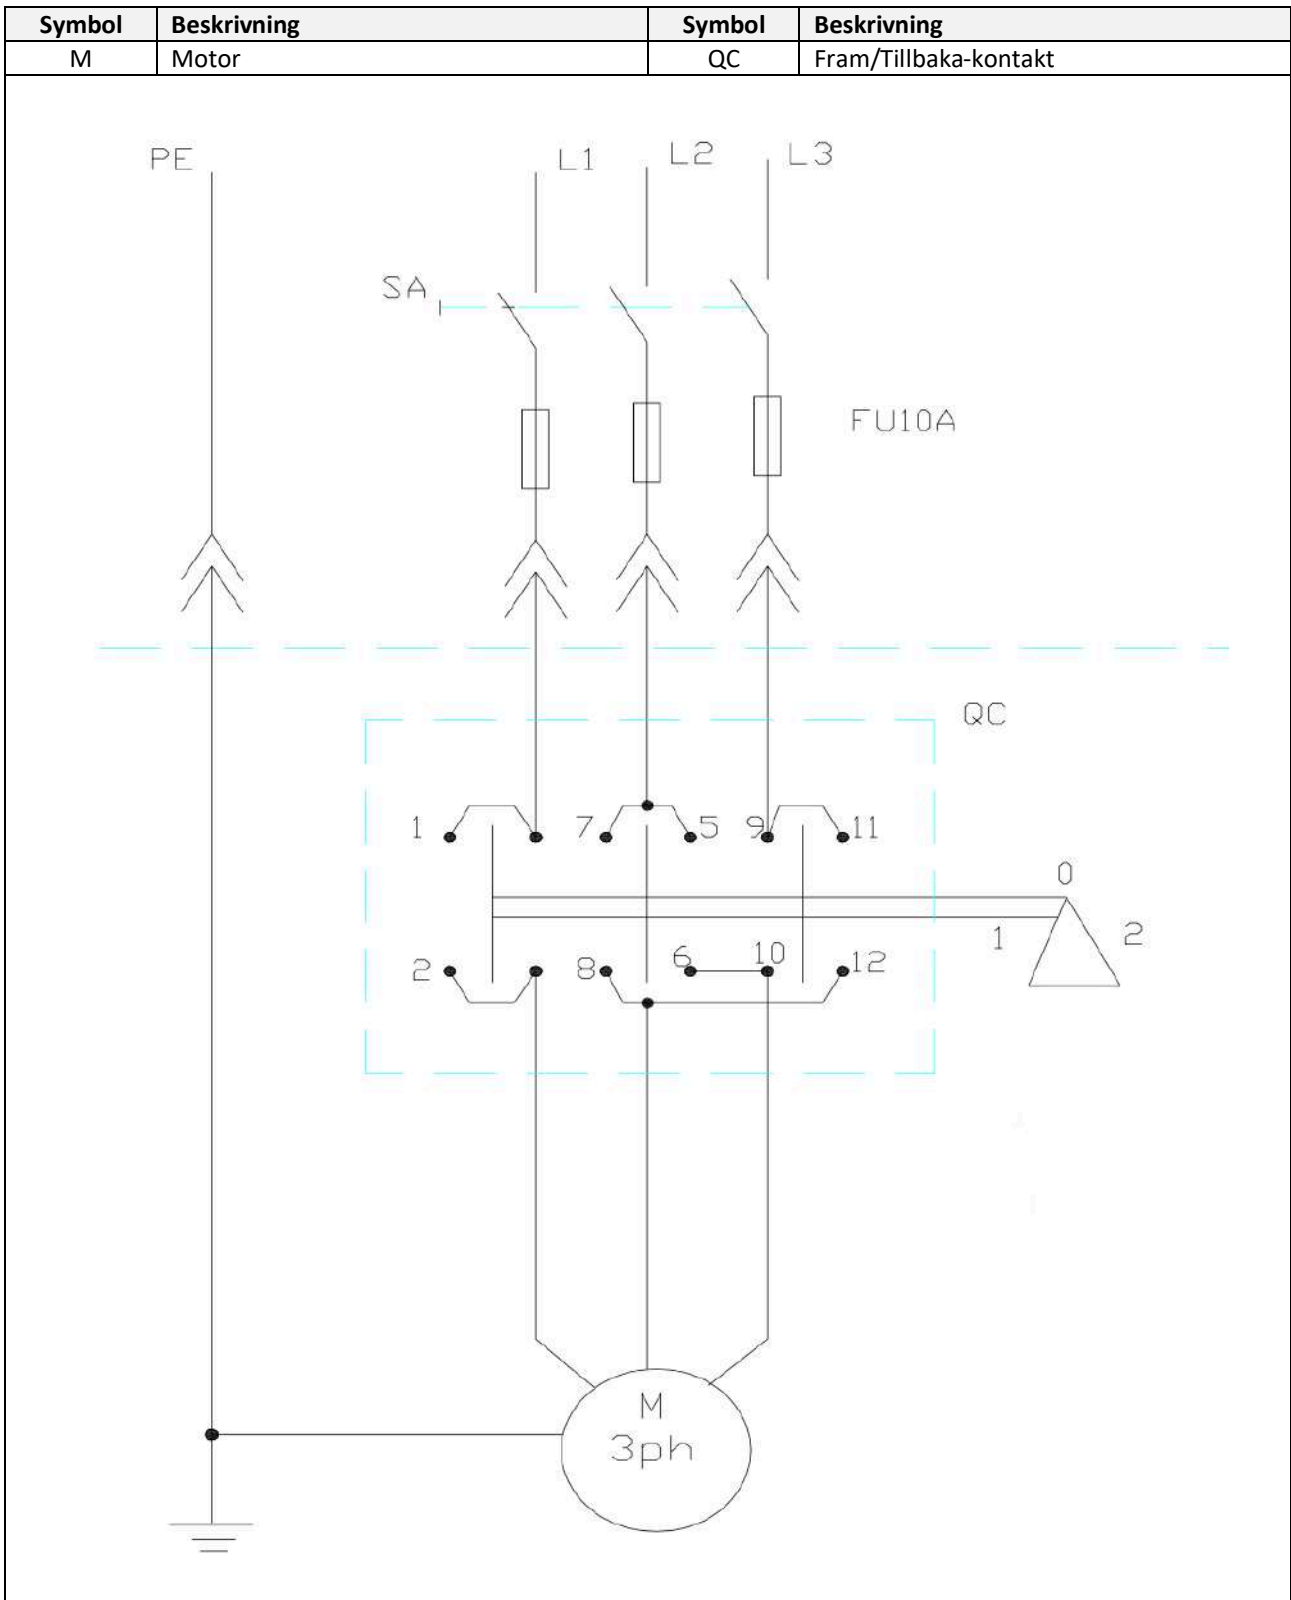 Symbol Beskrivning Symbol Beskrivning
M Motor QC Fram/Tillbaka-kontakt
PE L1 L2 L3
SA
FU10A
QC
1 7 5 9 11
0
1 2
2 8 6 10 12
M
3ph